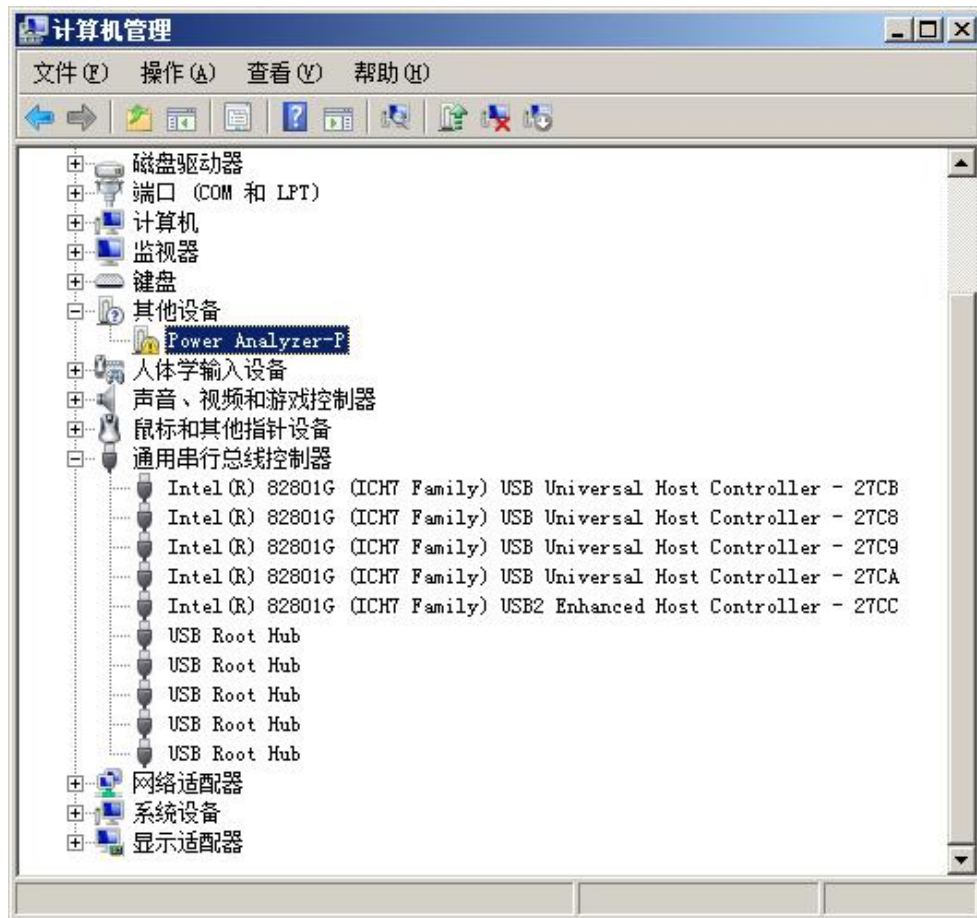 计算机管理
文件(F) 操作(A) 查看(V) 帮助(H)
磁盘驱动器
端口 (COM 和 LPT)
计算机
监视器
键盘
其他设备
Power Analyzer-P
人体学输入设备
声音、视频和游戏控制器
鼠标和其他指针设备
通用串行总线控制器
Intel(R) 82801G (ICH7 Family) USB Universal Host Controller - 27CB
Intel(R) 82801G (ICH7 Family) USB Universal Host Controller - 27C8
Intel(R) 82801G (ICH7 Family) USB Universal Host Controller - 27C9
Intel(R) 82801G (ICH7 Family) USB Universal Host Controller - 27CA
Intel(R) 82801G (ICH7 Family) USB2 Enhanced Host Controller - 27CC
USB Root Hub
USB Root Hub
USB Root Hub
USB Root Hub
USB Root Hub
网络适配器
系统设备
显示适配器